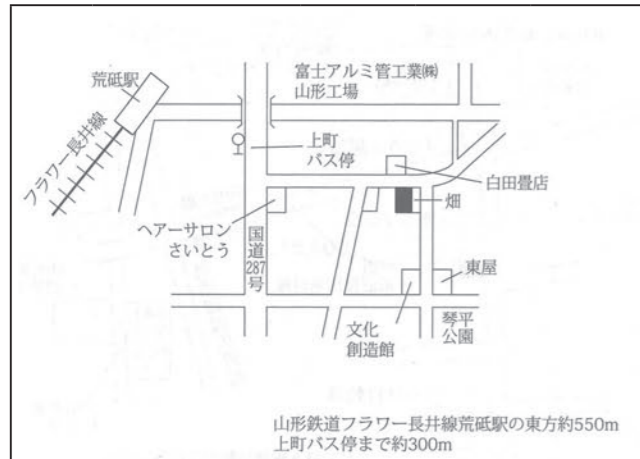 富士アルミ管工業㈱
山形工場
荒砥駅
フラワー長井線
上町
バス停
白田畳店
畑
ヘアーサロン
さいとう
国道287号
東屋
文化
創造館
琴平
公園
山形鉄道フラワー長井線荒砥駅の東方約550m
上町バス停まで約300m